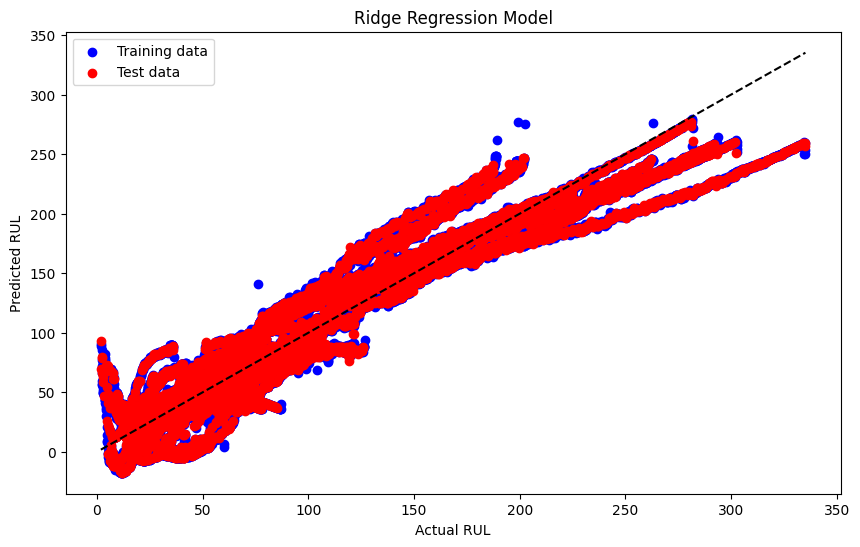 Ridge Regression Model
Training data
Test data
350
300
250
200
150
100
50
0
Predicted RUL
0 50 100 150 200 250 300 350
Actual RUL